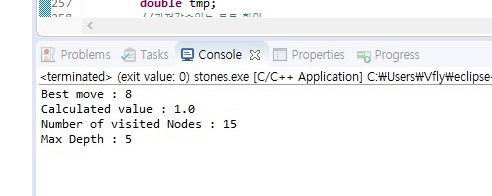 257 double tmp;
Problems Tasks Console Properties Progress
<terminated> (exit value: 0) stones.exe [C/C++ Application] C:₩Users₩Vfly₩eclipse-
Best move : 8
Calculated value : 1.0
Number of visited Nodes : 15
Max Depth : 5